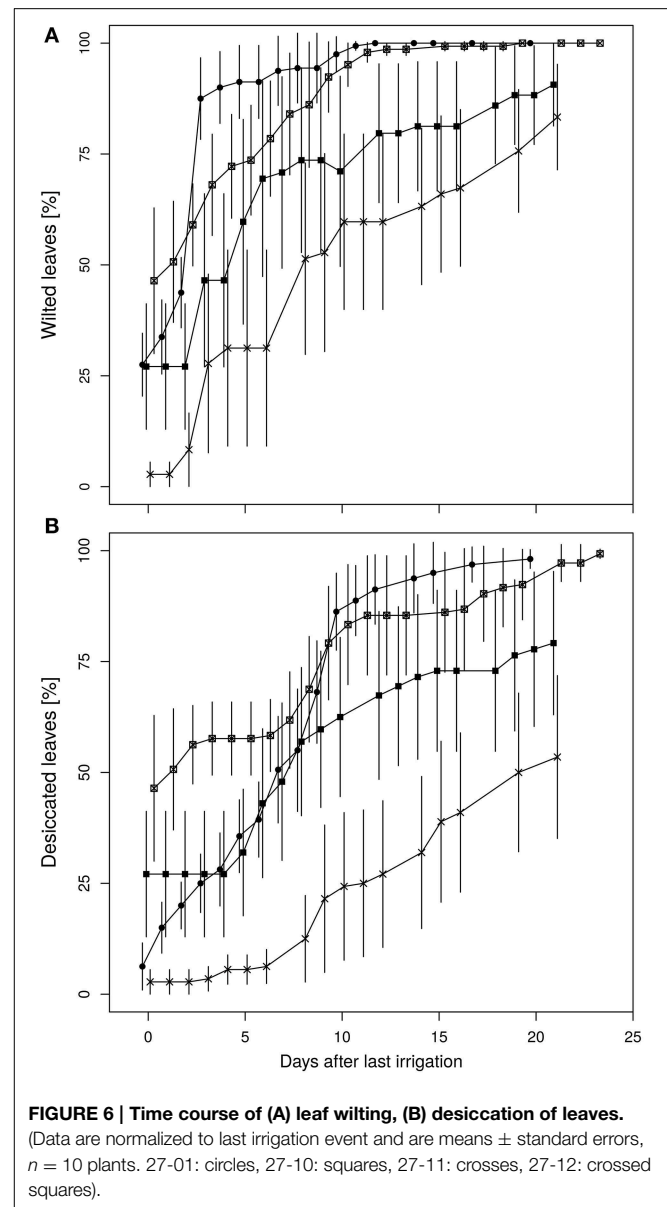 A
100
75
50
25
0
Wilted leaves [%]
B
100
75
50
25
0
Desiccated leaves [%]
0 5 10 15 20 25
Days after last irrigation
FIGURE 6 | Time course of (A) leaf wilting, (B) desiccation of leaves.
(Data are normalized to last irrigation event and are means ± standard errors,
n = 10 plants. 27-01: circles, 27-10: squares, 27-11: crosses, 27-12: crossed
squares).